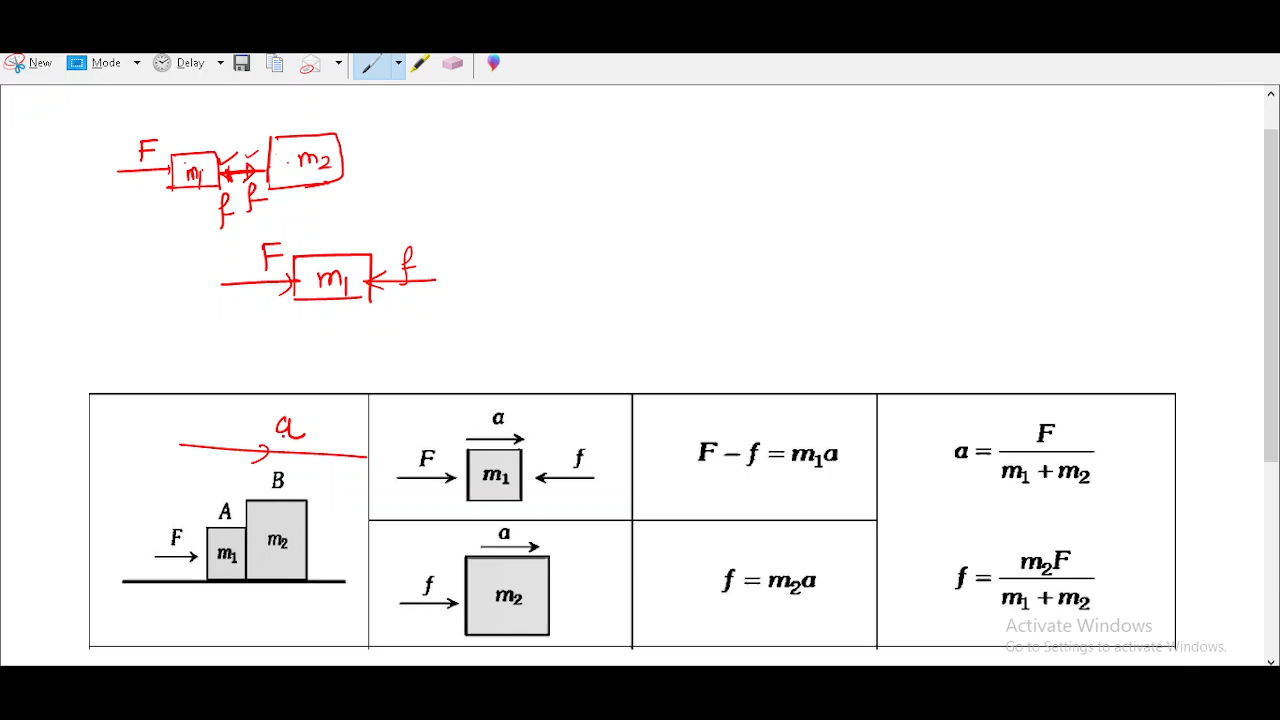 New Mode Delay
F
m1 m2
f f
F m1 f
a
B
A
F m1 m2
a
F m1 f
F − f = m1a
a = F / (m1 + m2)
a
f m2
f = m2a
f = m2F / (m1 + m2)
Activate Windows
Go to Settings to activate Windows.